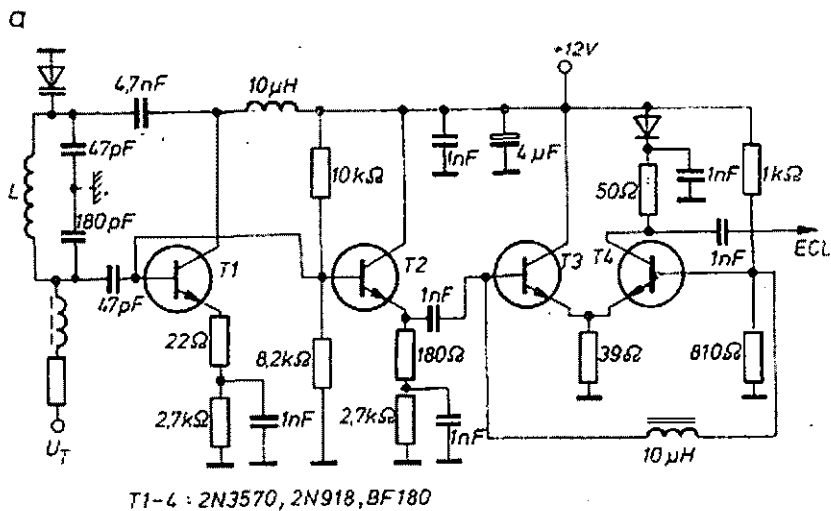 a
+12V
4,7nF
10µH
47pF
1nF
4µF
10kΩ
50Ω
1nF
1kΩ
L
180pF
T1
T2
T3
T4
1nF
ECL
47pF
1nF
22Ω
8,2kΩ
180Ω
39Ω
810Ω
2,7kΩ
1nF
2,7kΩ
1nF
10µH
U_T
T1-4 : 2N3570, 2N918, BF180